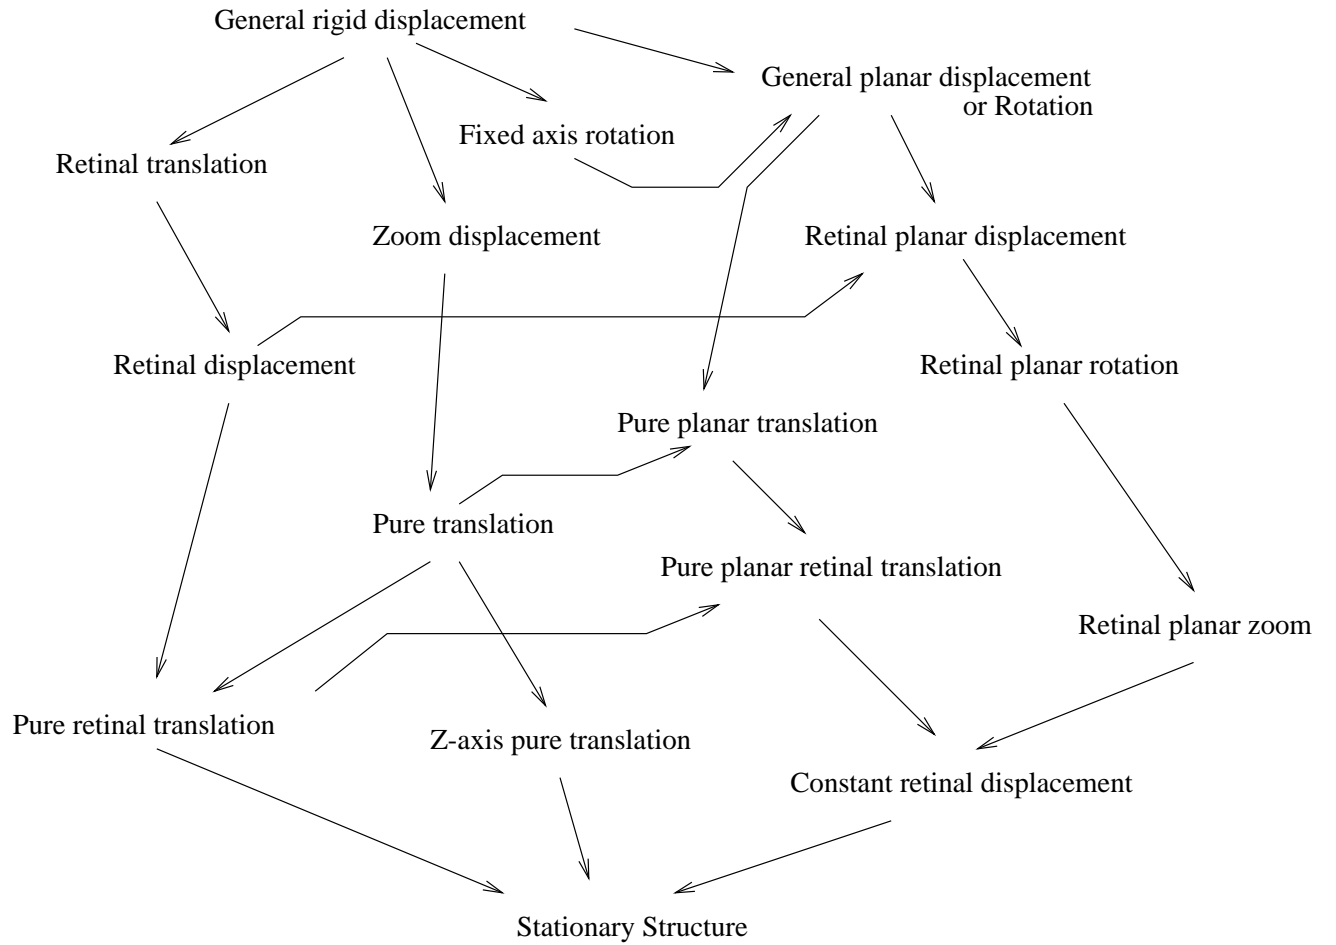 General rigid displacement
General planar displacement
or Rotation
Fixed axis rotation
Retinal translation
Zoom displacement
Retinal planar displacement
Retinal displacement
Retinal planar rotation
Pure planar translation
Pure translation
Pure planar retinal translation
Retinal planar zoom
Pure retinal translation
Z-axis pure translation
Constant retinal displacement
Stationary Structure